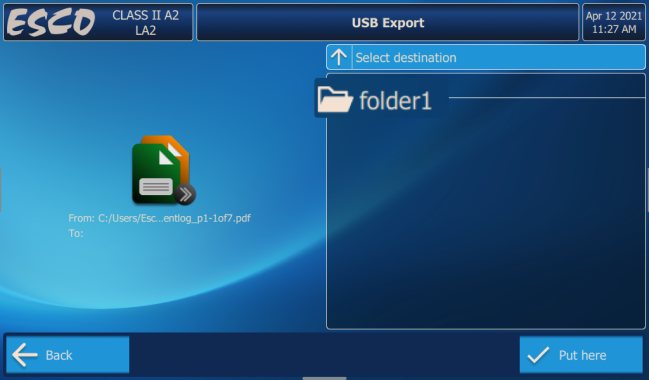 ESCO
CLASS II A2
LA2
USB Export
Apr 12 2021
11:27 AM
Select destination
folder1
From: C:/Users/Esc...entlog_p1-1of7.pdf
To:
Back
Put here